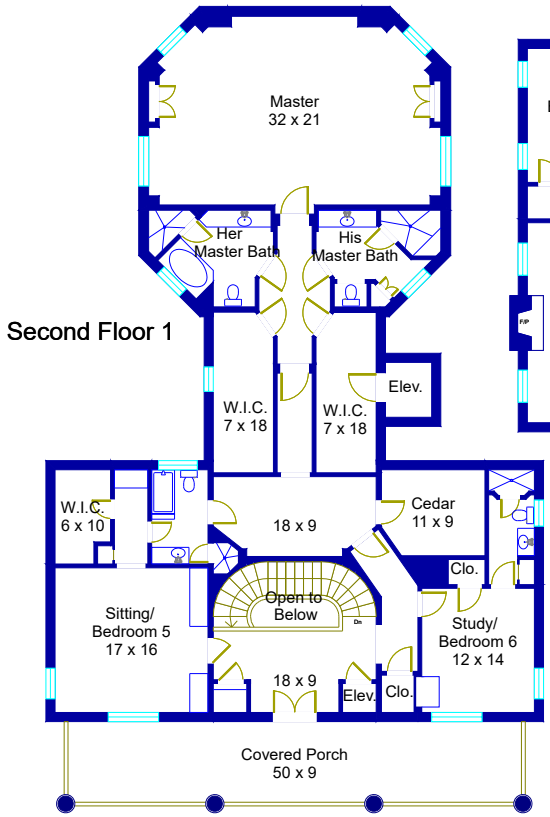 Master
32 x 21
Her
Master Bath
His
Master Bath
Second Floor 1
F/P
Elev.
W.I.C.
7 x 18
W.I.C.
7 x 18
W.I.C.
6 x 10
18 x 9
Cedar
11 x 9
Clo.
Open to
Below
Dn
Sitting/
Bedroom 5
17 x 16
Study/
Bedroom 6
12 x 14
18 x 9
Elev.
Clo.
Covered Porch
50 x 9